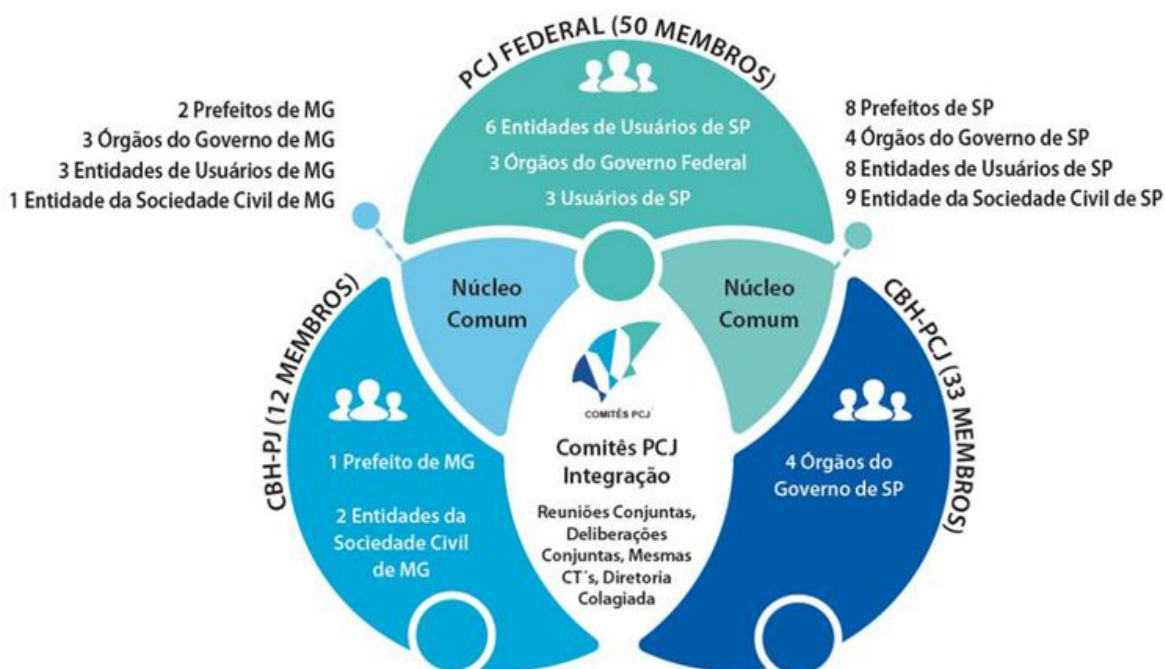 PCJ FEDERAL (50 MEMBROS)
2 Prefeitos de MG
3 Órgãos do Governo de MG
3 Entidades de Usuários de MG
1 Entidade da Sociedade Civil de MG
6 Entidades de Usuários de SP
3 Órgãos do Governo Federal
3 Usuários de SP
8 Prefeitos de SP
4 Órgãos do Governo de SP
8 Entidades de Usuários de SP
9 Entidade da Sociedade Civil de SP
Núcleo
Comum
Núcleo
Comum
CBH-PJ (12 MEMBROS)
1 Prefeito de MG
2 Entidades da
Sociedade Civil
de MG
COMITÊS PCJ
Comitês PCJ
Integração
Reuniões Conjuntas,
Deliberações
Conjuntas, Mesmas
CT´s, Diretoria
Colagiada
CBH-PCJ (33 MEMBROS)
4 Órgãos do
Governo de SP